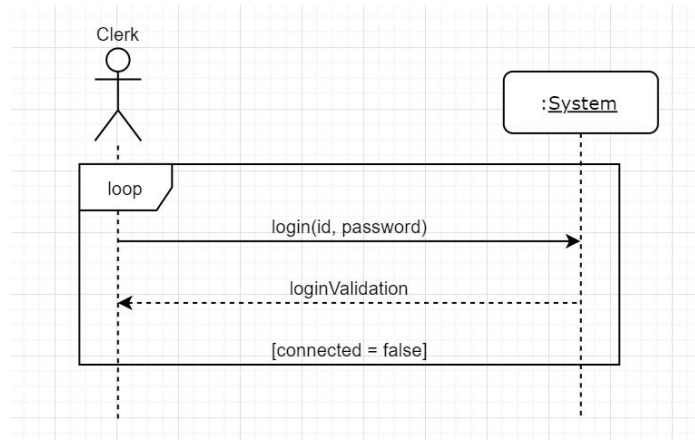 Clerk
:System
loop
login(id, password)
loginValidation
[connected = false]